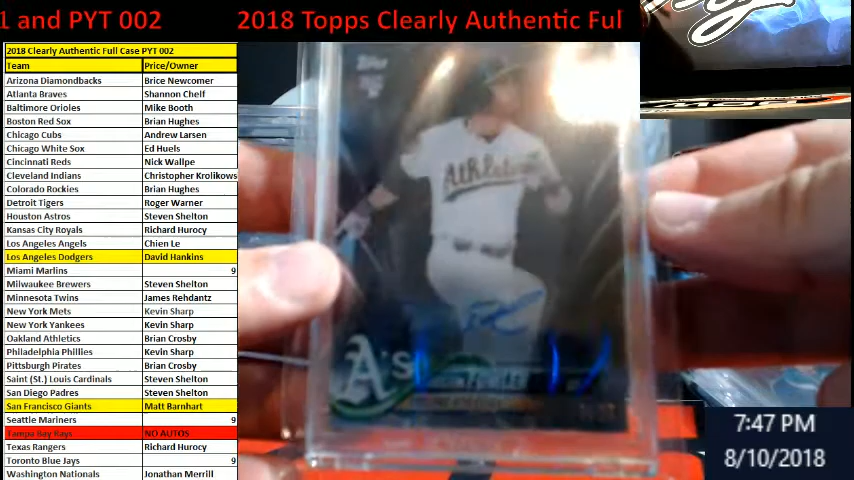 1 and PYT 002
2018 Topps Clearly Authentic Ful
2018 Clearly Authentic Full Case PYT 002
Team Price/Owner
Arizona Diamondbacks Brice Newcomer
Atlanta Braves Shannon Chelf
Baltimore Orioles Mike Booth
Boston Red Sox Brian Hughes
Chicago Cubs Andrew Larsen
Chicago White Sox Ed Huels
Cincinnati Reds Nick Wallpe
Cleveland Indians Christopher Krolikows
Colorado Rockies Brian Hughes
Detroit Tigers Roger Warner
Houston Astros Steven Shelton
Kansas City Royals Richard Hurocy
Los Angeles Angels Chien Le
Los Angeles Dodgers David Hankins
Miami Marlins 9
Milwaukee Brewers Steven Shelton
Minnesota Twins James Rehdantz
New York Mets Kevin Sharp
New York Yankees Kevin Sharp
Oakland Athletics Brian Crosby
Philadelphia Phillies Kevin Sharp
Pittsburgh Pirates Brian Crosby
Saint (St.) Louis Cardinals Steven Shelton
San Diego Padres Steven Shelton
San Francisco Giants Matt Barnhart
Seattle Mariners 9
Tampa Bay Rays NO AUTOS
Texas Rangers Richard Hurocy
Toronto Blue Jays 9
Washington Nationals Jonathan Merrill
Topps
Athletics
A's
7:47 PM
8/10/2018